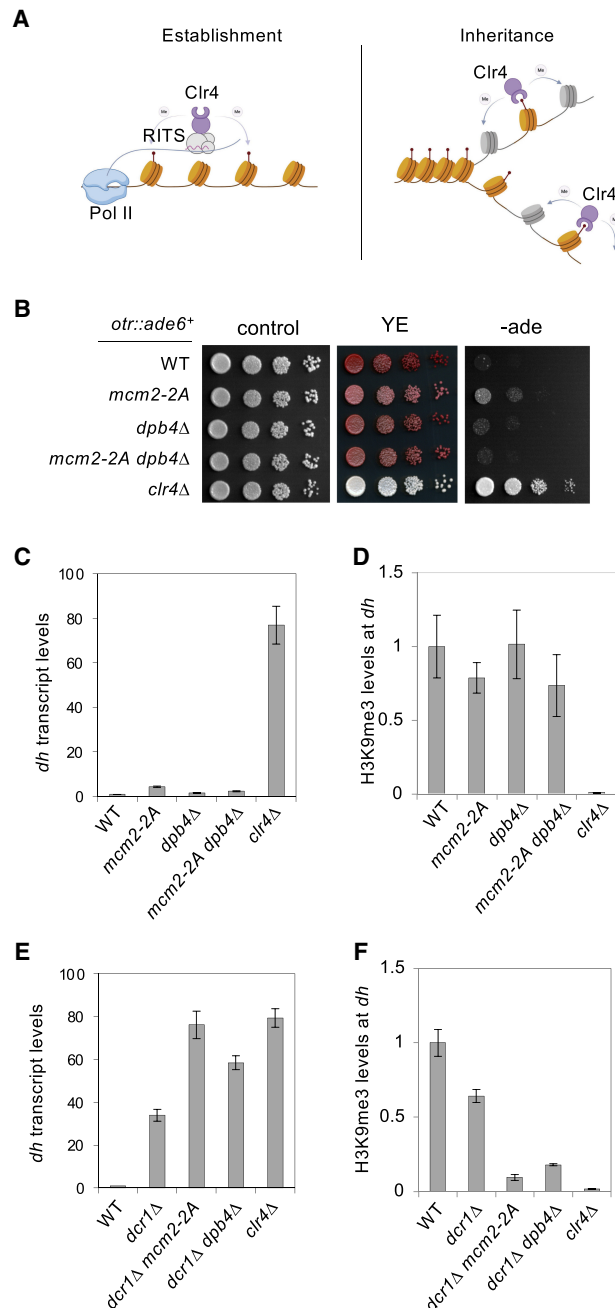 A
Establishment
Inheritance
Clr4
Me
Me
RITS
Pol II
Clr4
Me
Me
Clr4
Me
Me
B
otr::ade6+
control
YE
-ade
WT
mcm2-2A
dpb4Δ
mcm2-2A dpb4Δ
clr4Δ
C
dh transcript levels
100
80
60
40
20
0
WT
mcm2-2A
dpb4Δ
mcm2-2A dpb4Δ
clr4Δ
D
H3K9me3 levels at dh
1.5
1
0.5
0
WT
mcm2-2A
dpb4Δ
mcm2-2A dpb4Δ
clr4Δ
E
dh transcript levels
100
80
60
40
20
0
WT
dcr1Δ
dcr1Δ mcm2-2A
dcr1Δ dpb4Δ
clr4Δ
F
H3K9me3 levels at dh
1.5
1
0.5
0
WT
dcr1Δ
dcr1Δ mcm2-2A
dcr1Δ dpb4Δ
clr4Δ